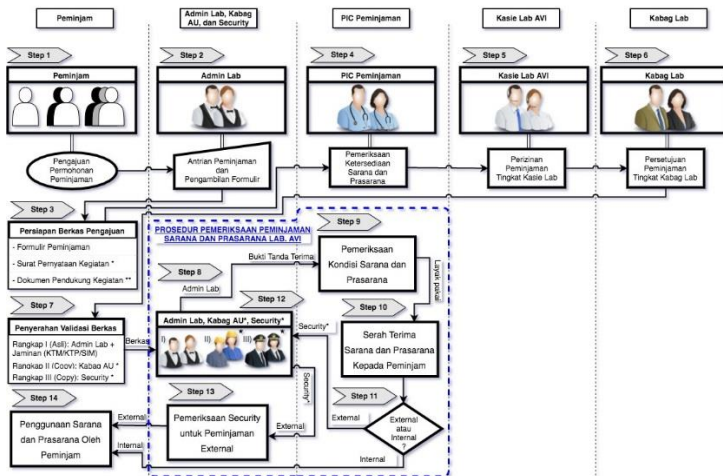 Peminjam
Admin Lab, Kabag
AU, dan Security
PIC Peminjaman
Kasie Lab AVI
Kabag Lab
Step 1
Peminjam
Step 2
Admin Lab
Step 4
PIC Peminjaman
Step 5
Kasie Lab AVI
Step 6
Kabag Lab
Pengajuan
Permohonan
Peminjaman
Antrian Peminjaman
dan
Pengambilan Formulir
Pemeriksaan
Ketersediaan
Sarana dan
Prasarana
Perizinan
Peminjaman
Tingkat Kasie Lab
Persetujuan
Peminjaman
Tingkat Kabag Lab
Step 3
Persiapan Berkas Pengajuan
- Formulir Peminjaman
- Surat Pernyataan Kegiatan *
- Dokumen Pendukung Kegiatan **
PROSEDUR PEMERIKSAAN PEMINJAMAN
SARANA DAN PRASARANA LAB. AVI
Step 7
Penyerahan Validasi Berkas
Rangkap I (Asli): Admin Lab +
Jaminan (KTM/KTP/SIM)
Rangkap II (Copy): Kabag AU *
Rangkap III (Copy): Security *
Berkas
Step 8
Admin Lab
Bukti Tanda Terima
Step 9
Pemeriksaan
Kondisi Sarana dan
Prasarana
Layak pakai
Step 12
Admin Lab, Kabag AU*, Security*
I)
II)
*
III)
*
Security*
Security*
Step 10
Serah Terima
Sarana dan Prasarana
Kepada Peminjam
Step 11
External
atau
Internal
?
External
Internal
Step 13
Pemeriksaan Security
untuk Peminjaman
External
External
External
Internal
Step 14
Penggunaan Sarana
dan Prasarana Oleh
Peminjam